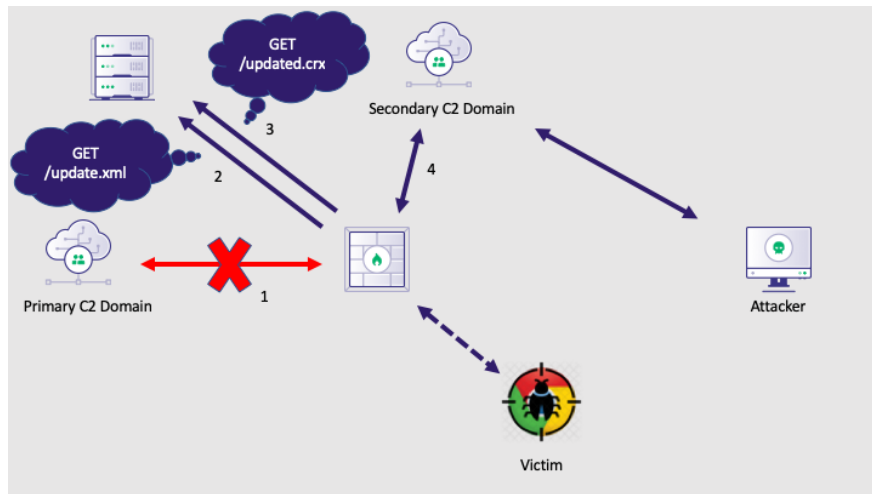 GET
/updated.crx
Secondary C2 Domain
3
GET
/update.xml
2
4
Primary C2 Domain
1
Attacker
Victim